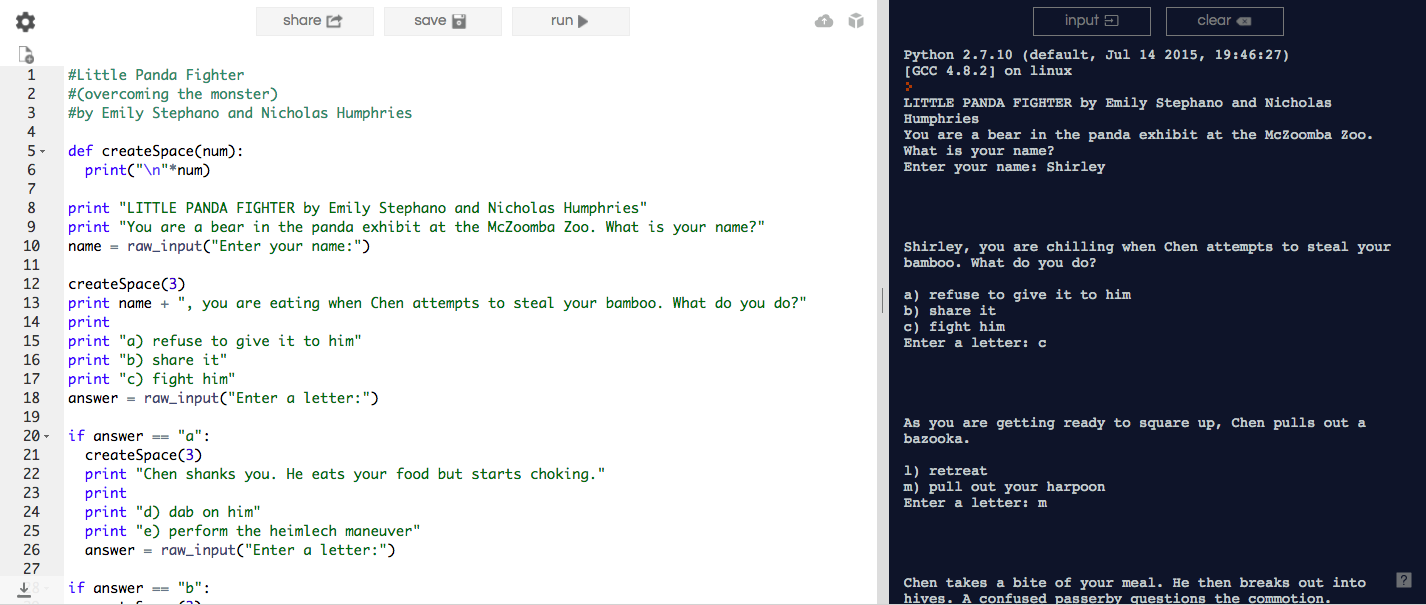 share
save
run
1 #Little Panda Fighter
2 #(overcoming the monster)
3 #by Emily Stephano and Nicholas Humphries
4
5 def createSpace(num):
6 print("\n"*num)
7
8 print "LITTLE PANDA FIGHTER by Emily Stephano and Nicholas Humphries"
9 print "You are a bear in the panda exhibit at the McZoomba Zoo. What is your name?"
10 name = raw_input("Enter your name:")
11
12 createSpace(3)
13 print name + ", you are eating when Chen attempts to steal your bamboo. What do you do?"
14 print
15 print "a) refuse to give it to him"
16 print "b) share it"
17 print "c) fight him"
18 answer = raw_input("Enter a letter:")
19
20 if answer == "a":
21 createSpace(3)
22 print "Chen shanks you. He eats your food but starts choking."
23 print
24 print "d) dab on him"
25 print "e) perform the heimlech maneuver"
26 answer = raw_input("Enter a letter:")
27
28 if answer == "b":
input
clear
Python 2.7.10 (default, Jul 14 2015, 19:46:27)
[GCC 4.8.2] on linux
LITTLE PANDA FIGHTER by Emily Stephano and Nicholas
Humphries
You are a bear in the panda exhibit at the McZoomba Zoo.
What is your name?
Enter your name: Shirley
Shirley, you are chilling when Chen attempts to steal your
bamboo. What do you do?
a) refuse to give it to him
b) share it
c) fight him
Enter a letter: c
As you are getting ready to square up, Chen pulls out a
bazooka.
l) retreat
m) pull out your harpoon
Enter a letter: m
Chen takes a bite of your meal. He then breaks out into
hives. A confused passerby questions the commotion.
?